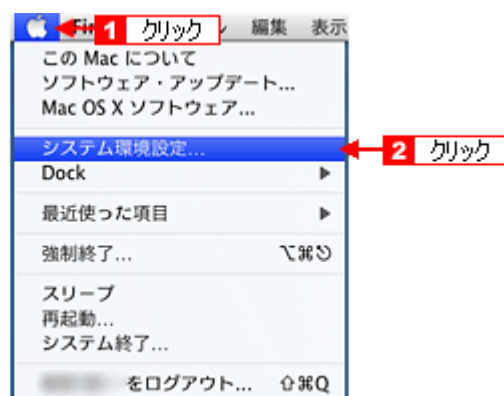 1 クリック 編集 表示
この Mac について
ソフトウェア・アップデート...
Mac OS X ソフトウェア...
システム環境設定... 2 クリック
Dock ▶
最近使った項目 ▶
強制終了... ⌥⌘⎋
スリープ
再起動...
システム終了...
をログアウト... ⇧⌘Q